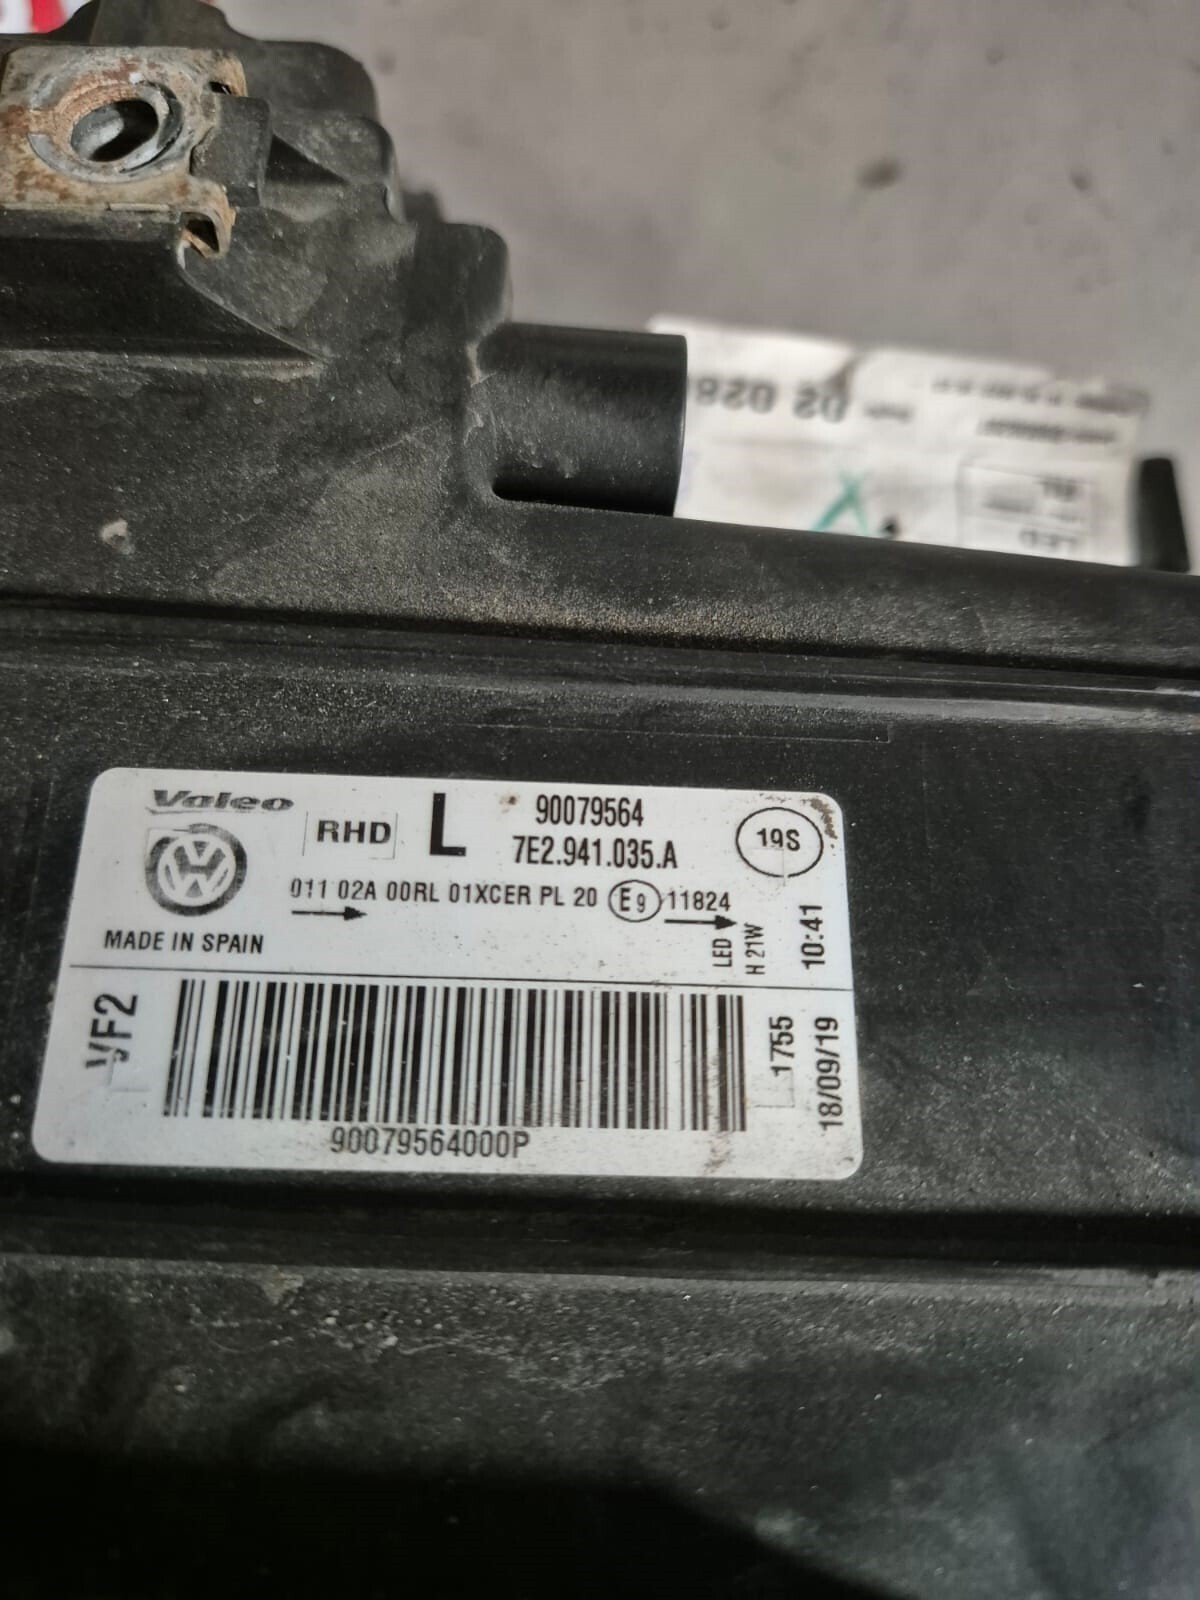 Valeo
RHD
L
90079564
7E2.941.035.A
19S
011 02A 00RL 01XCER PL 20 E9 11824
MADE IN SPAIN
LED
H 21W
10:41
VF2
1755
18/09/19
90079564000P